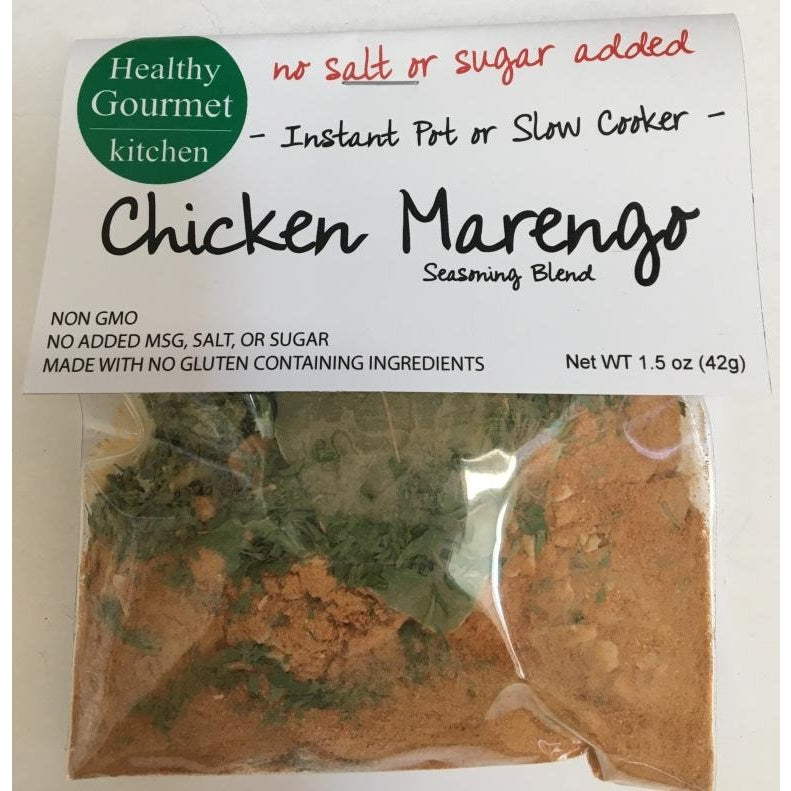 Healthy
Gourmet
kitchen
no salt or sugar added
- Instant Pot or Slow Cooker -
Chicken Marengo
Seasoning Blend
NON GMO
NO ADDED MSG, SALT, OR SUGAR
MADE WITH NO GLUTEN CONTAINING INGREDIENTS
Net WT 1.5 oz (42g)